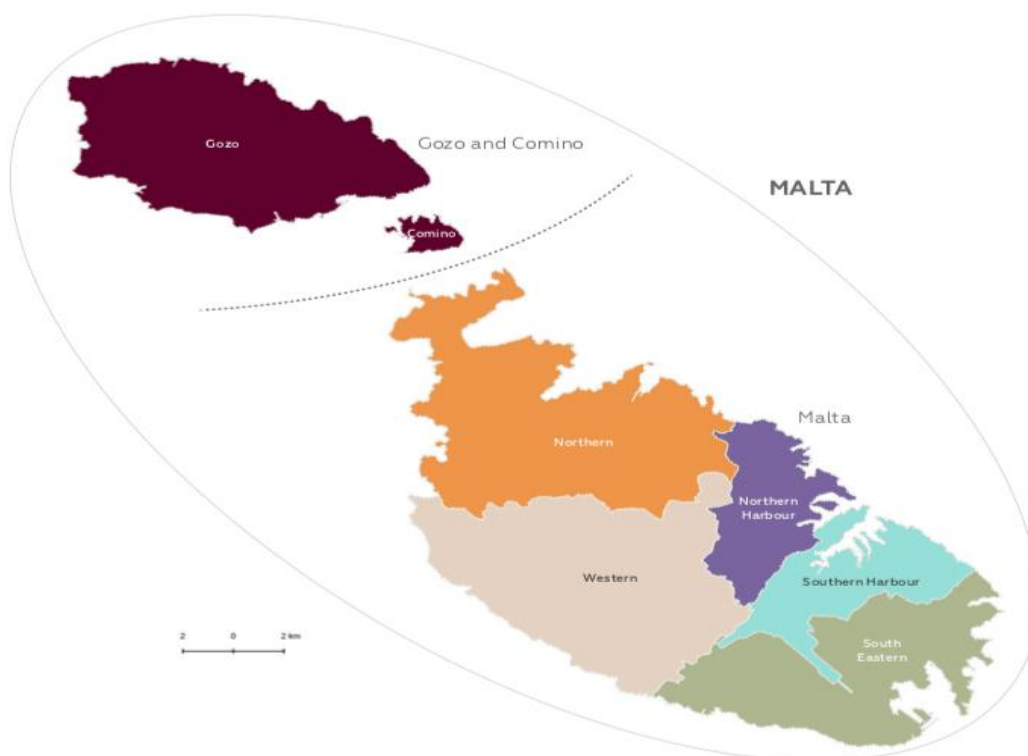 Gozo
Gozo and Comino
MALTA
Comino
Malta
Northern
Northern
Harbour
Western
Southern Harbour
South
Eastern
2 0 2 km